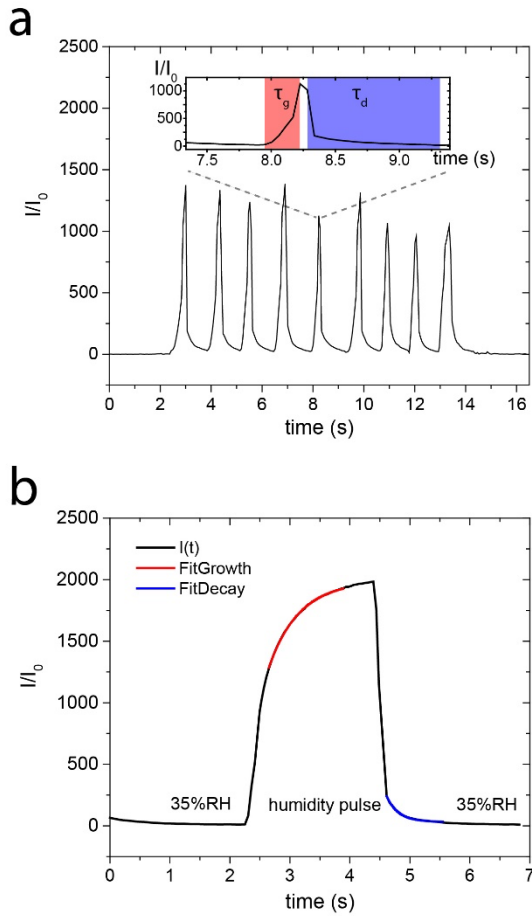 a
2500
2000
1500
1000
500
0
I/I0
0 2 4 6 8 10 12 14 16
time (s)
I/I0
1000
500
0
τg
τd
7.5 8.0 8.5 9.0
time (s)
b
2500
2000
1500
1000
500
0
I/I0
I(t)
FitGrowth
FitDecay
35%RH
humidity pulse
35%RH
0 1 2 3 4 5 6 7
time (s)